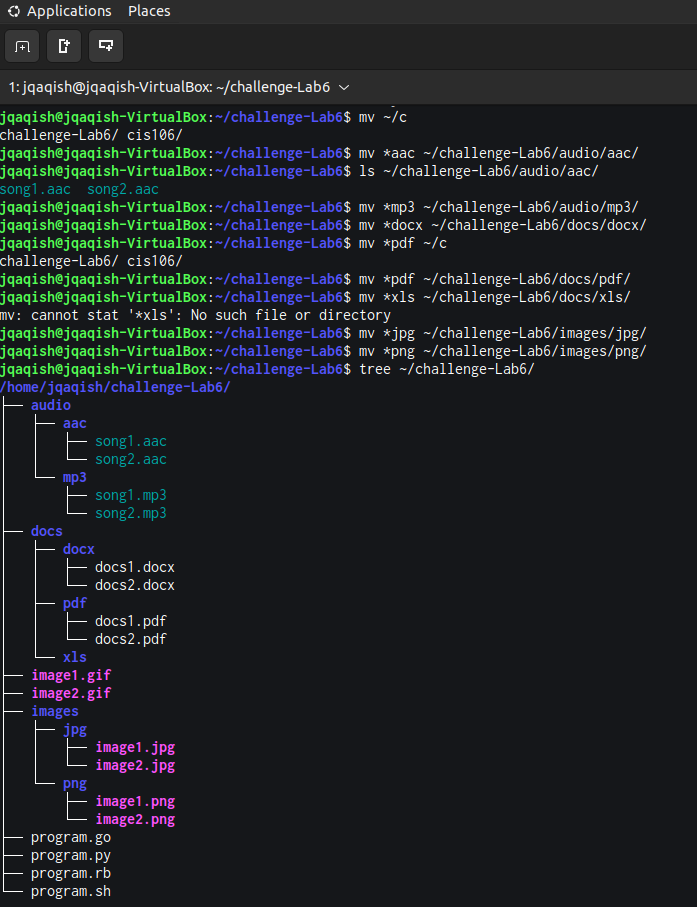 Applications Places
1: jqaqish@jqaqish-VirtualBox: ~/challenge-Lab6
jqaqish@jqaqish-VirtualBox:~/challenge-Lab6$ mv ~/c
challenge-Lab6/ cis106/
jqaqish@jqaqish-VirtualBox:~/challenge-Lab6$ mv *aac ~/challenge-Lab6/audio/aac/
jqaqish@jqaqish-VirtualBox:~/challenge-Lab6$ ls ~/challenge-Lab6/audio/aac/
song1.aac  song2.aac
jqaqish@jqaqish-VirtualBox:~/challenge-Lab6$ mv *mp3 ~/challenge-Lab6/audio/mp3/
jqaqish@jqaqish-VirtualBox:~/challenge-Lab6$ mv *docx ~/challenge-Lab6/docs/docx/
jqaqish@jqaqish-VirtualBox:~/challenge-Lab6$ mv *pdf ~/c
challenge-Lab6/ cis106/
jqaqish@jqaqish-VirtualBox:~/challenge-Lab6$ mv *pdf ~/challenge-Lab6/docs/pdf/
jqaqish@jqaqish-VirtualBox:~/challenge-Lab6$ mv *xls ~/challenge-Lab6/docs/xls/
mv: cannot stat '*xls': No such file or directory
jqaqish@jqaqish-VirtualBox:~/challenge-Lab6$ mv *jpg ~/challenge-Lab6/images/jpg/
jqaqish@jqaqish-VirtualBox:~/challenge-Lab6$ mv *png ~/challenge-Lab6/images/png/
jqaqish@jqaqish-VirtualBox:~/challenge-Lab6$ tree ~/challenge-Lab6/
/home/jqaqish/challenge-Lab6/
├── audio
│   ├── aac
│   │   ├── song1.aac
│   │   └── song2.aac
│   └── mp3
│       ├── song1.mp3
│       └── song2.mp3
├── docs
│   ├── docx
│   │   ├── docs1.docx
│   │   └── docs2.docx
│   ├── pdf
│   │   ├── docs1.pdf
│   │   └── docs2.pdf
│   └── xls
├── image1.gif
├── image2.gif
├── images
│   ├── jpg
│   │   ├── image1.jpg
│   │   └── image2.jpg
│   └── png
│       ├── image1.png
│       └── image2.png
├── program.go
├── program.py
├── program.rb
└── program.sh